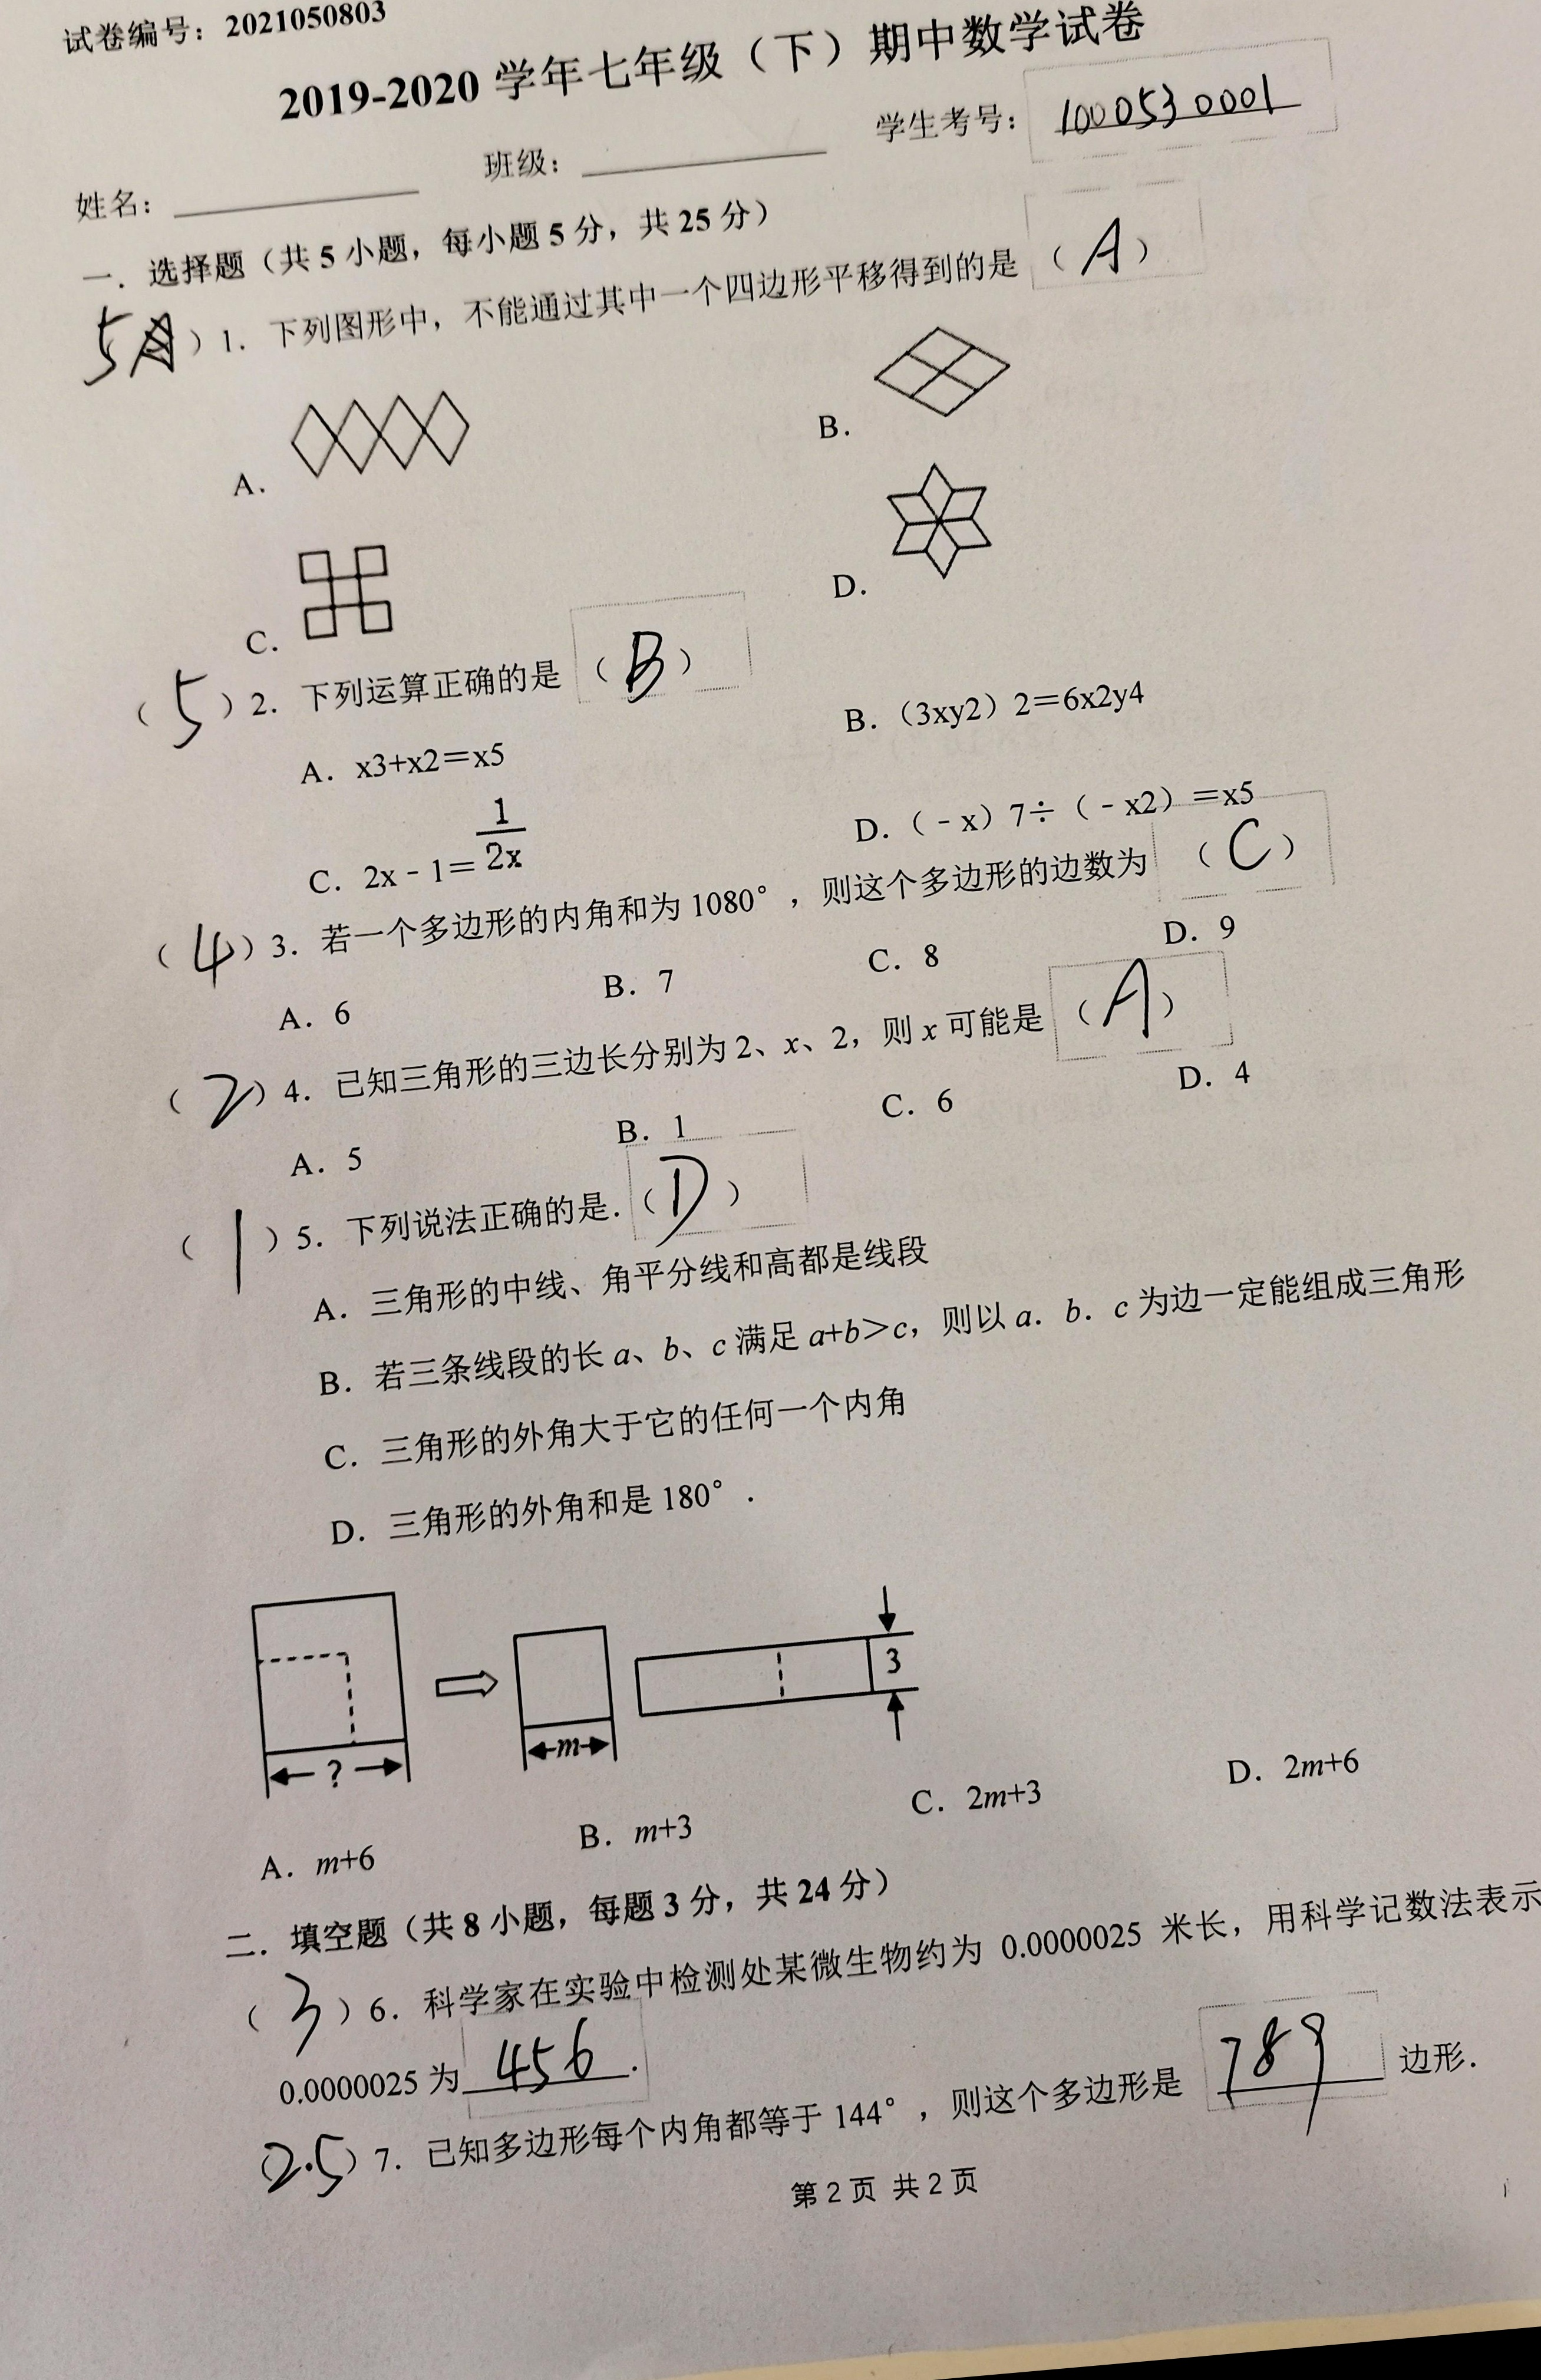 试卷编号：2021050803
2019-2020 学年七年级（下）期中数学试卷
姓名： 班级： 学生考号：1000530001
一．选择题（共 5 小题，每小题 5 分，共 25 分）
5 ）1．下列图形中，不能通过其中一个四边形平移得到的是（A）
A． B．
C． D．
（5）2．下列运算正确的是（B）
A．x3+x2＝x5 B．（3xy2）2＝6x2y4
C．2x﹣1＝1/2x D．（﹣x）7÷（﹣x2）＝x5
（4）3．若一个多边形的内角和为 1080°，则这个多边形的边数为（C）
A．6 B．7 C．8 D．9
（2）4．已知三角形的三边长分别为 2、x、2，则 x 可能是（A）
A．5 B．1 C．6 D．4
（1）5．下列说法正确的是.（D）
A．三角形的中线、角平分线和高都是线段
B．若三条线段的长 a、b、c 满足 a+b＞c，则以 a．b．c 为边一定能组成三角形
C．三角形的外角大于它的任何一个内角
D．三角形的外角和是 180°．
? m 3
A．m+6 B．m+3 C．2m+3 D．2m+6
二．填空题（共 8 小题，每题 3 分，共 24 分）
（3）6．科学家在实验中检测处某微生物约为 0.0000025 米长，用科学记数法表示
0.0000025 为 456 .
（2.5）7．已知多边形每个内角都等于 144°，则这个多边形是 789 边形.
第 2 页 共 2 页